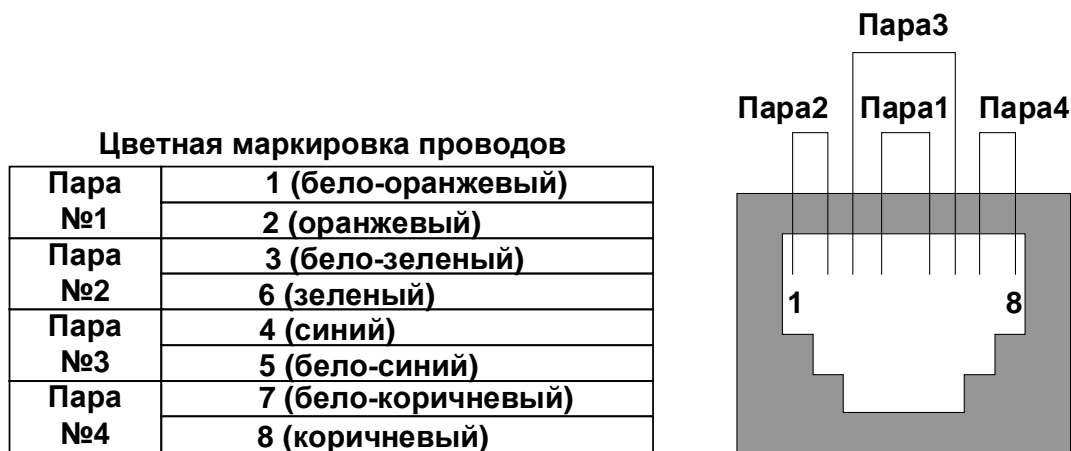 Цветная маркировка проводов
Пара №1
1 (бело-оранжевый)
2 (оранжевый)
Пара №2
3 (бело-зеленый)
6 (зеленый)
Пара №3
4 (синий)
5 (бело-синий)
Пара №4
7 (бело-коричневый)
8 (коричневый)
Пара3
Пара2 Пара1 Пара4
1 8